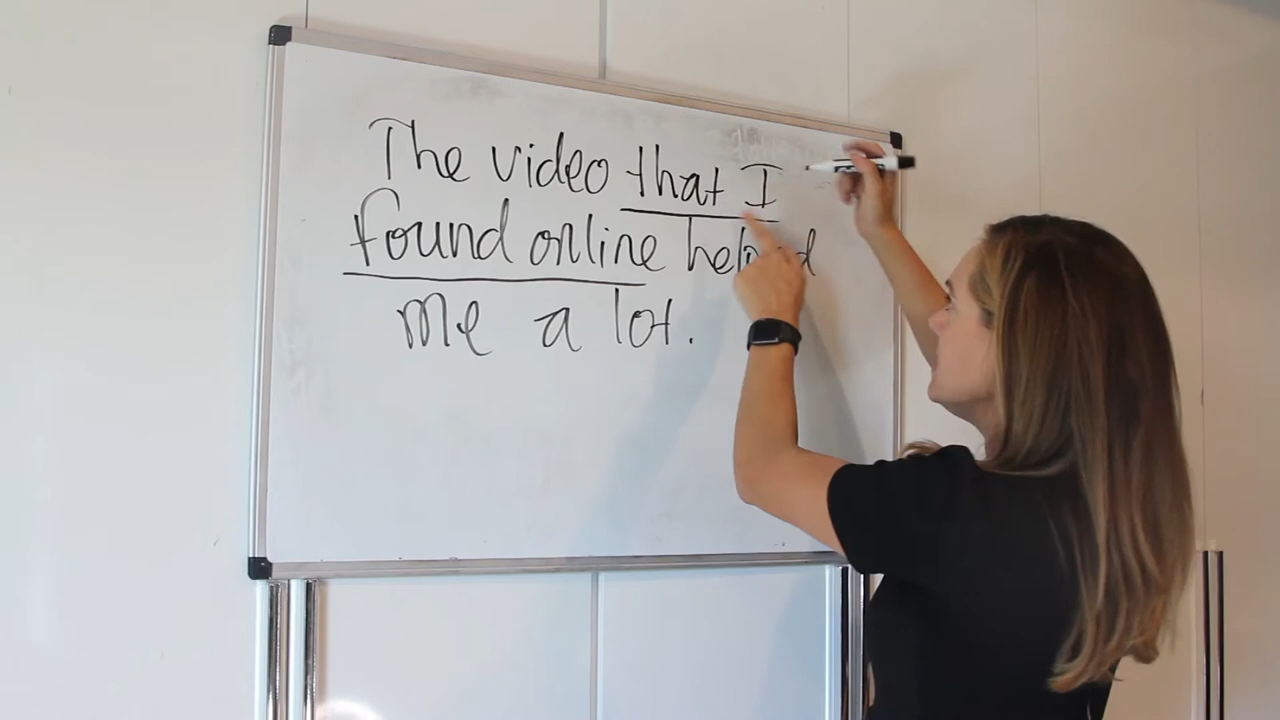 The video that I
found online helped
me a lot.